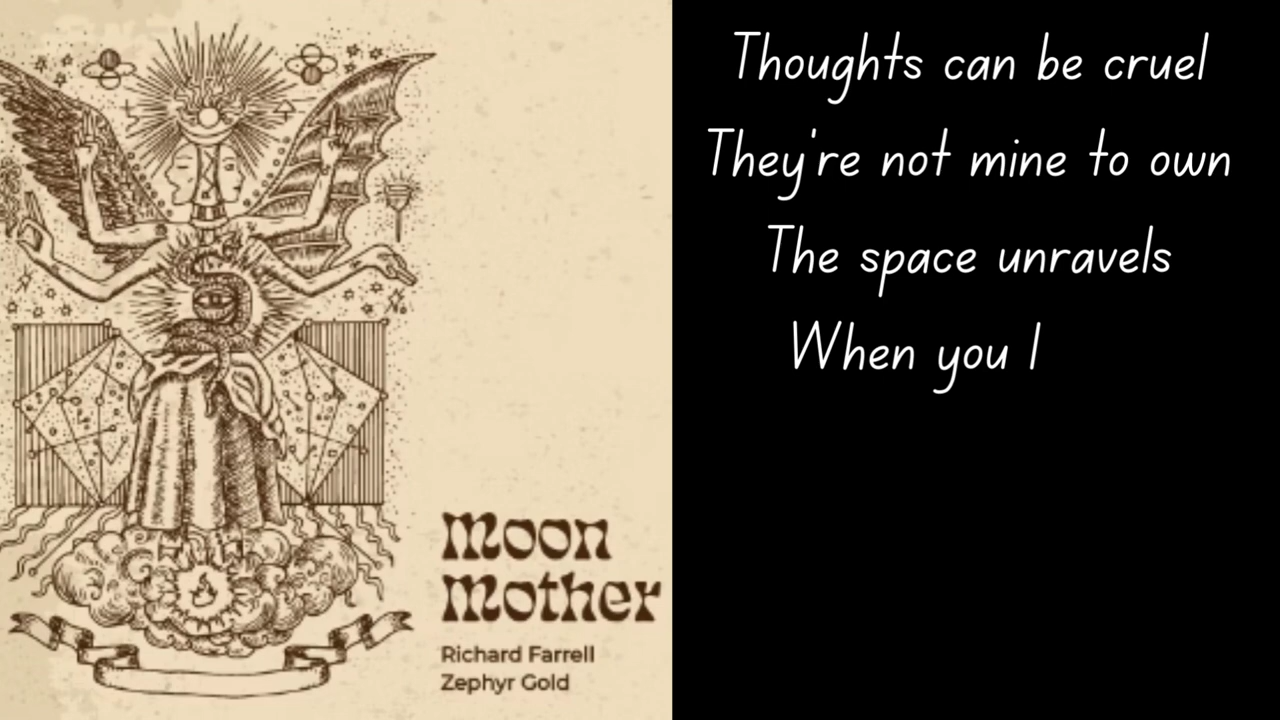 Moon
Mother
Richard Farrell
Zephyr Gold
Thoughts can be cruel
They're not mine to own
The space unravels
When you l